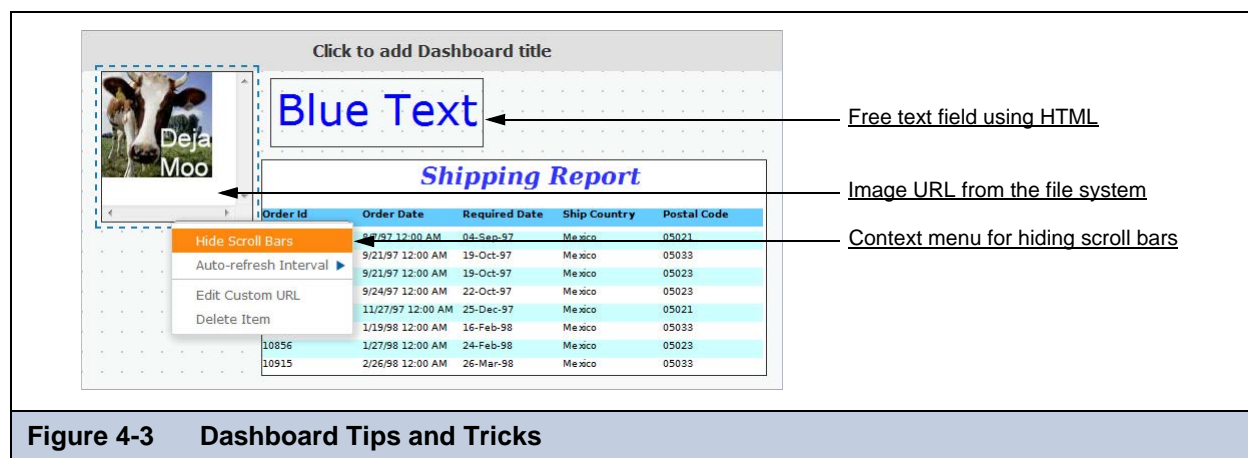 Click to add Dashboard title
Deja
Moo
Blue Text
Free text field using HTML
Shipping Report
Image URL from the file system
Order Id Order Date Required Date Ship Country Postal Code
Context menu for hiding scroll bars
Hide Scroll Bars
Auto-refresh Interval
Edit Custom URL
Delete Item
8/7/97 12:00 AM 04-Sep-97 Mexico 05021
9/21/97 12:00 AM 19-Oct-97 Mexico 05033
9/21/97 12:00 AM 19-Oct-97 Mexico 05023
9/24/97 12:00 AM 22-Oct-97 Mexico 05023
11/27/97 12:00 AM 25-Dec-97 Mexico 05021
1/19/98 12:00 AM 16-Feb-98 Mexico 05033
10856 1/27/98 12:00 AM 24-Feb-98 Mexico 05023
10915 2/26/98 12:00 AM 26-Mar-98 Mexico 05033
Figure 4-3 Dashboard Tips and Tricks